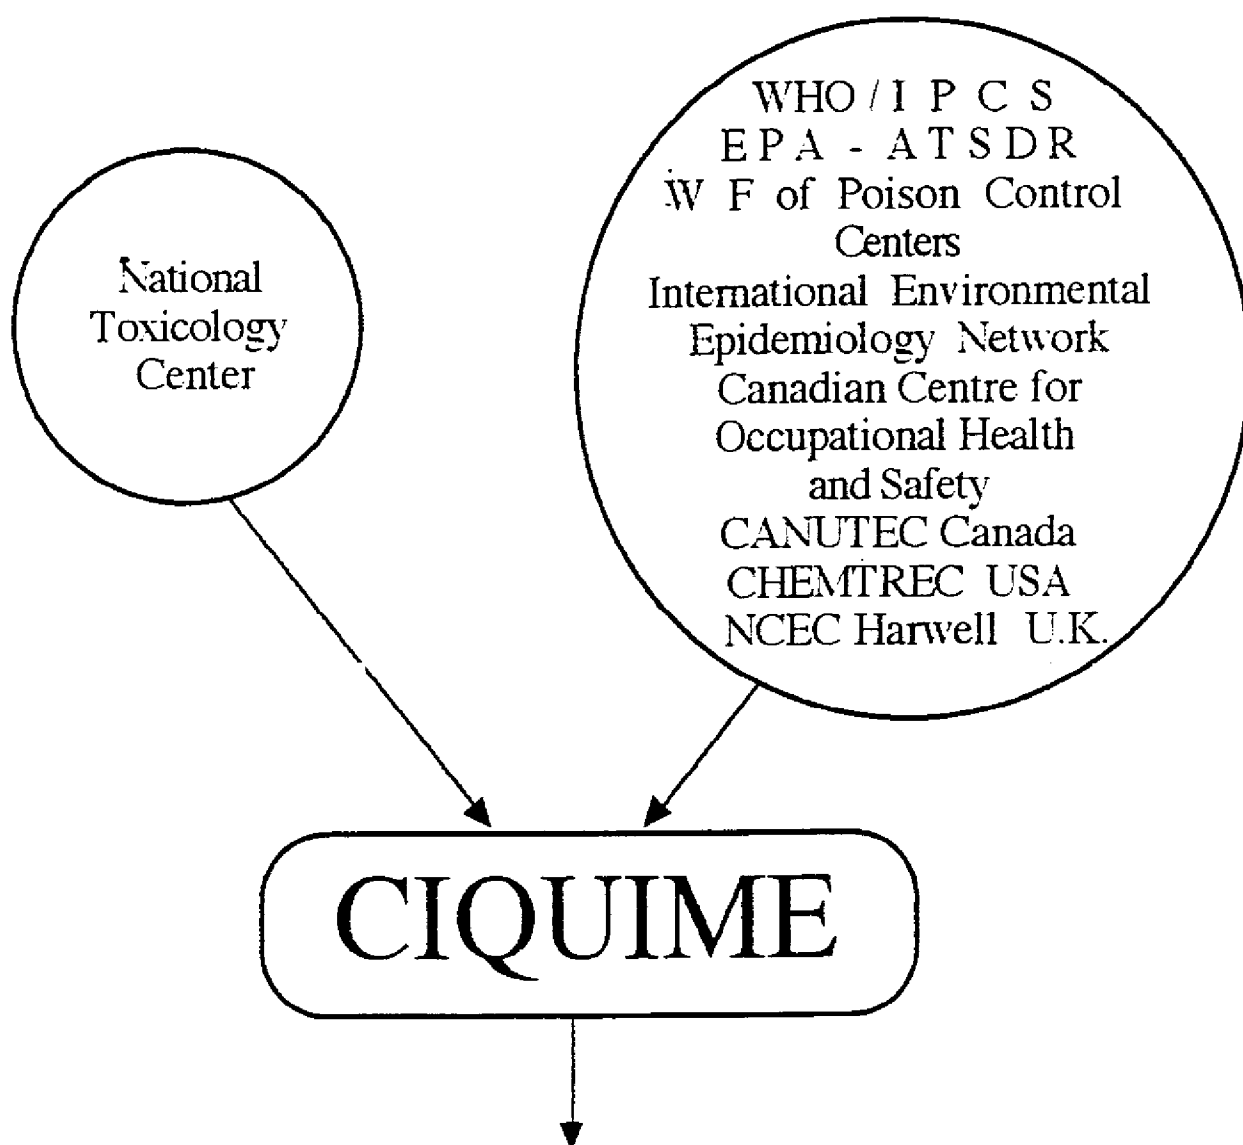 National
Toxicology
Center
WHO / I P C S
E P A - A T S D R
W F of Poison Control
Centers
International Environmental
Epidemiology Network
Canadian Centre for
Occupational Health
and Safety
CANUTEC Canada
CHEMTREC USA
NCEC Harwell U.K.
CIQUIME